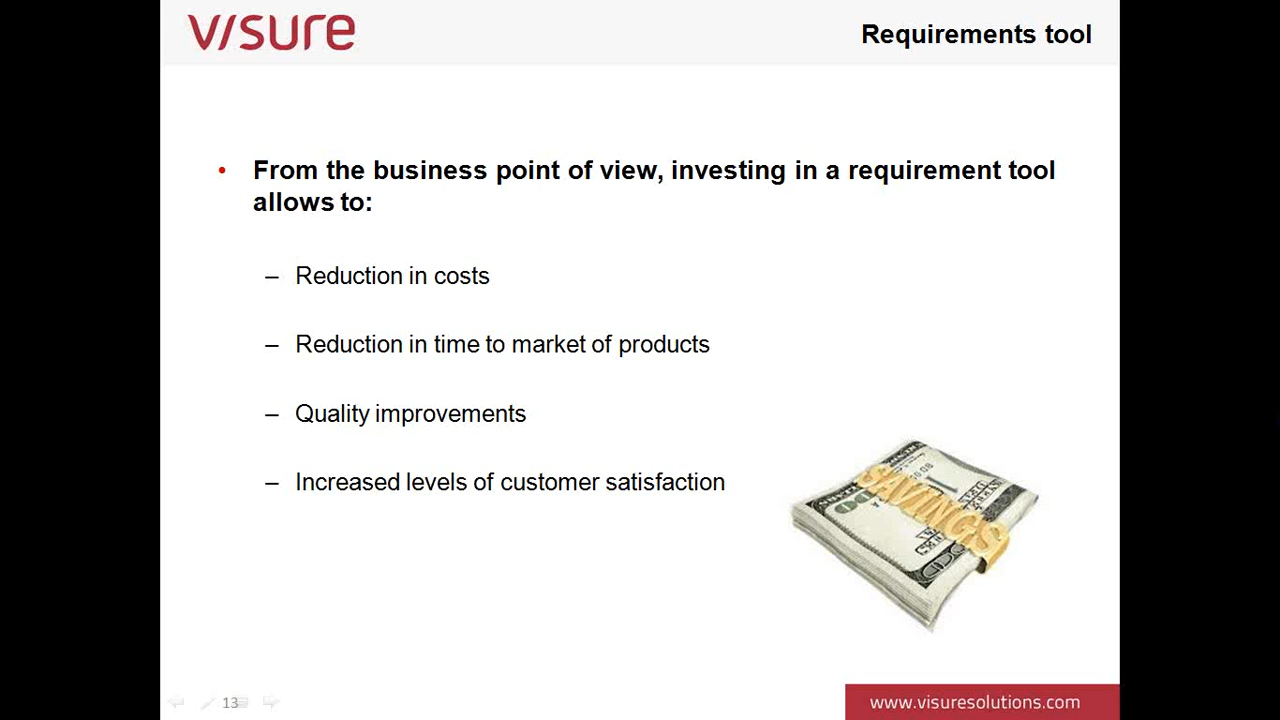 visure
Requirements tool
• From the business point of view, investing in a requirement tool
allows to:
– Reduction in costs
– Reduction in time to market of products
– Quality improvements
– Increased levels of customer satisfaction
SAVINGS
13
www.visuresolutions.com